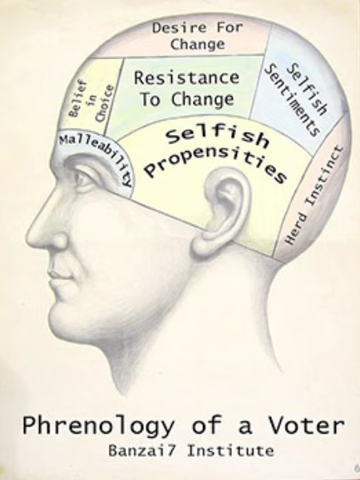 Desire For
Change
Belief
in
Choice
Resistance
To Change
Selfish
Sentiments
Malleability
Selfish
Propensities
Herd Instinct
Phrenology of a Voter
Banzai7 Institute
6